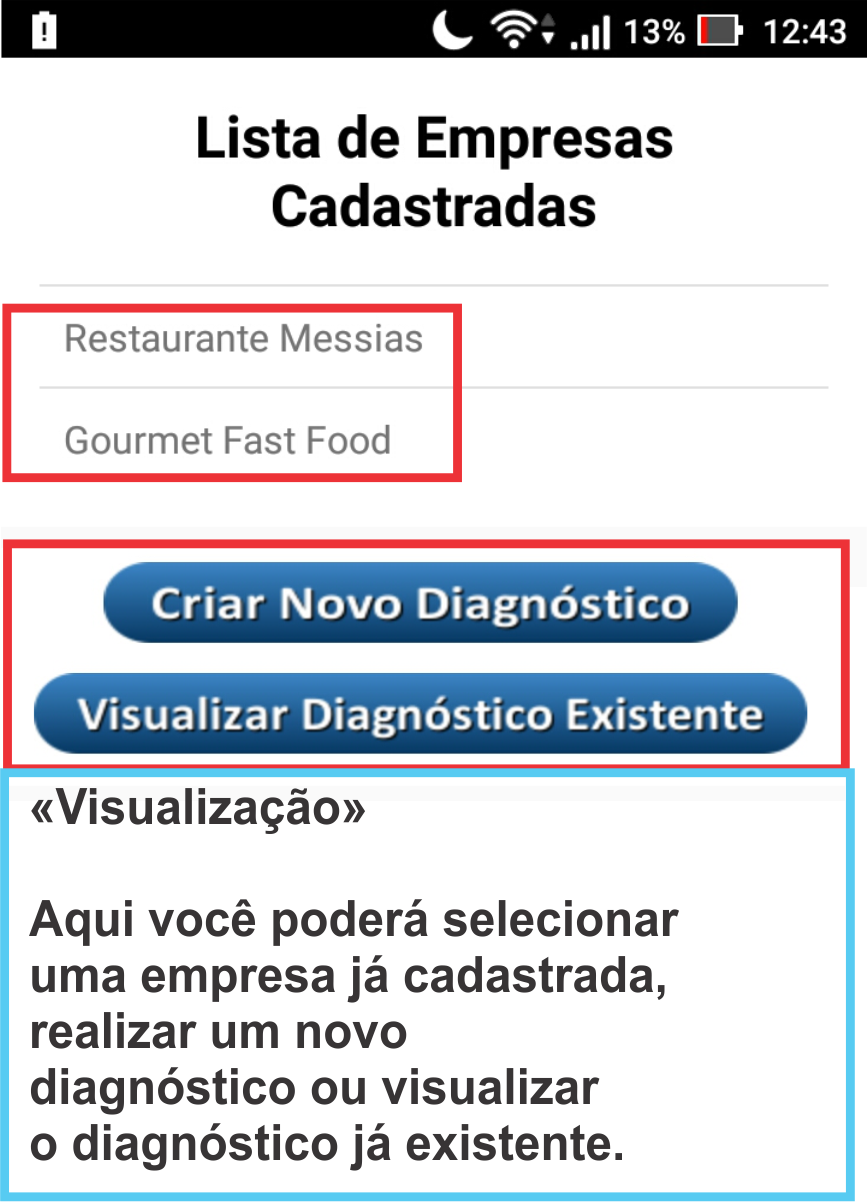 13% 12:43
Lista de Empresas
Cadastradas
Restaurante Messias
Gourmet Fast Food
Criar Novo Diagnóstico
Visualizar Diagnóstico Existente
«Visualização»
Aqui você poderá selecionar
uma empresa já cadastrada,
realizar um novo
diagnóstico ou visualizar
o diagnóstico já existente.